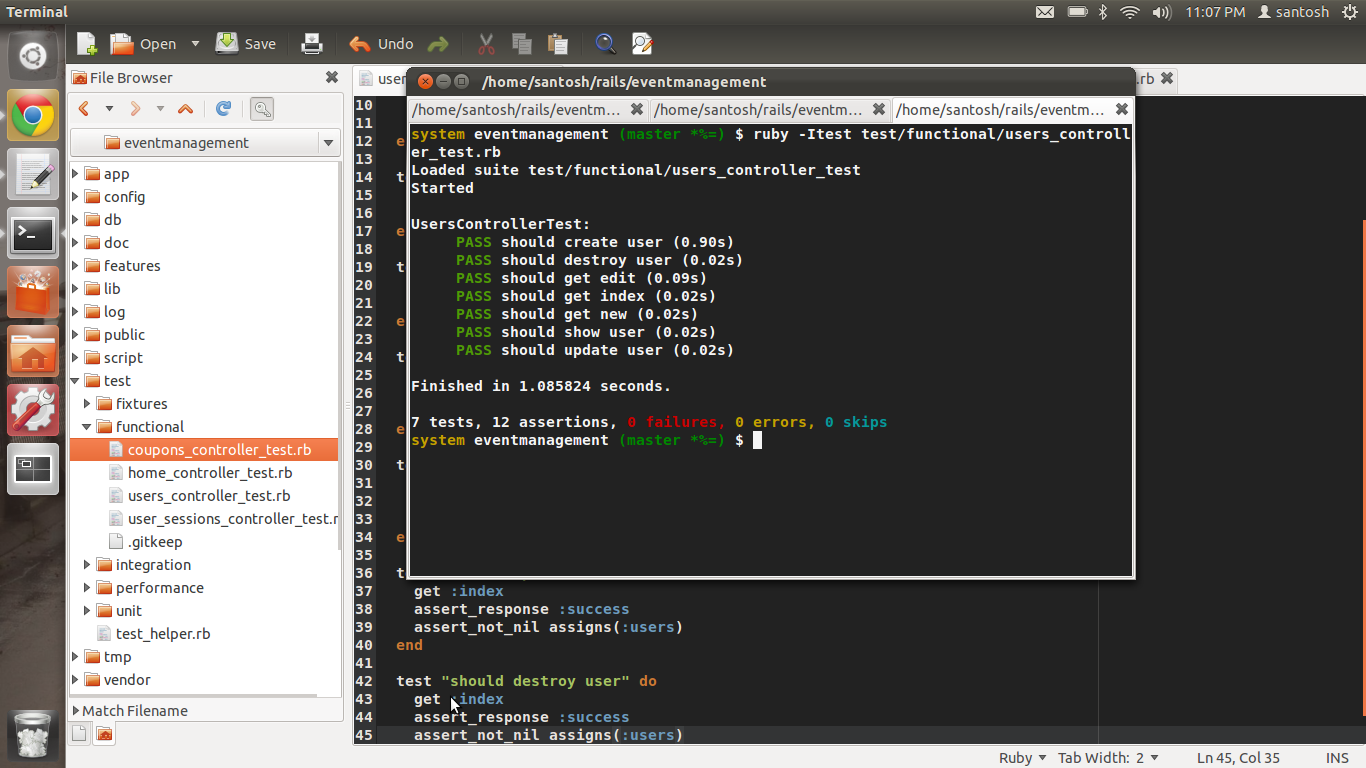 Terminal
11:07 PM
santosh
Open
Save
Undo
File Browser
eventmanagement
app
config
db
doc
features
lib
log
public
script
test
fixtures
functional
coupons_controller_test.rb
home_controller_test.rb
users_controller_test.rb
user_sessions_controller_test.r
.gitkeep
integration
performance
unit
test_helper.rb
tmp
vendor
Match Filename
user
.rb
/home/santosh/rails/eventmanagement
/home/santosh/rails/eventm...
/home/santosh/rails/eventm...
/home/santosh/rails/eventm...
system eventmanagement (master *%=) $ ruby -Itest test/functional/users_controll
er_test.rb
Loaded suite test/functional/users_controller_test
Started
UsersControllerTest:
PASS should create user (0.90s)
PASS should destroy user (0.02s)
PASS should get edit (0.09s)
PASS should get index (0.02s)
PASS should get new (0.02s)
PASS should show user (0.02s)
PASS should update user (0.02s)
Finished in 1.085824 seconds.
7 tests, 12 assertions, 0 failures, 0 errors, 0 skips
system eventmanagement (master *%=) $
10
11
12 e
13
14 t
15
16
17 e
18
19 t
20
21
22 e
23
24 t
25
26
27
28 e
29
30 t
31
32
33
34 e
35
36 t
37 get :index
38 assert_response :success
39 assert_not_nil assigns(:users)
40 end
41
42 test "should destroy user" do
43 get :index
44 assert_response :success
45 assert_not_nil assigns(:users)
Ruby
Tab Width: 2
Ln 45, Col 35
INS